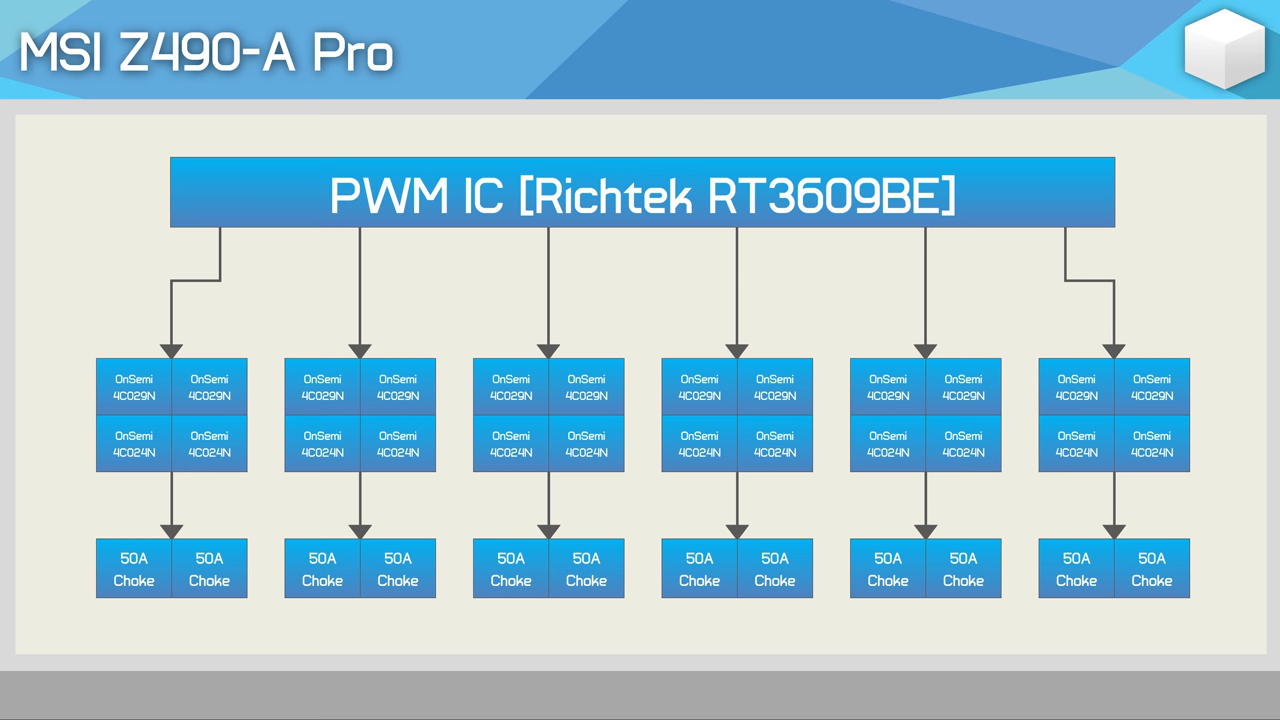 MSI Z490-A Pro
PWM IC [Richtek RT3609BE]
OnSemi OnSemi OnSemi OnSemi OnSemi OnSemi OnSemi OnSemi OnSemi OnSemi OnSemi OnSemi
4C029N 4C029N 4C029N 4C029N 4C029N 4C029N 4C029N 4C029N 4C029N 4C029N 4C029N 4C029N
OnSemi OnSemi OnSemi OnSemi OnSemi OnSemi OnSemi OnSemi OnSemi OnSemi OnSemi OnSemi
4C024N 4C024N 4C024N 4C024N 4C024N 4C024N 4C024N 4C024N 4C024N 4C024N 4C024N 4C024N
50A 50A 50A 50A 50A 50A 50A 50A 50A 50A 50A 50A
Choke Choke Choke Choke Choke Choke Choke Choke Choke Choke Choke Choke